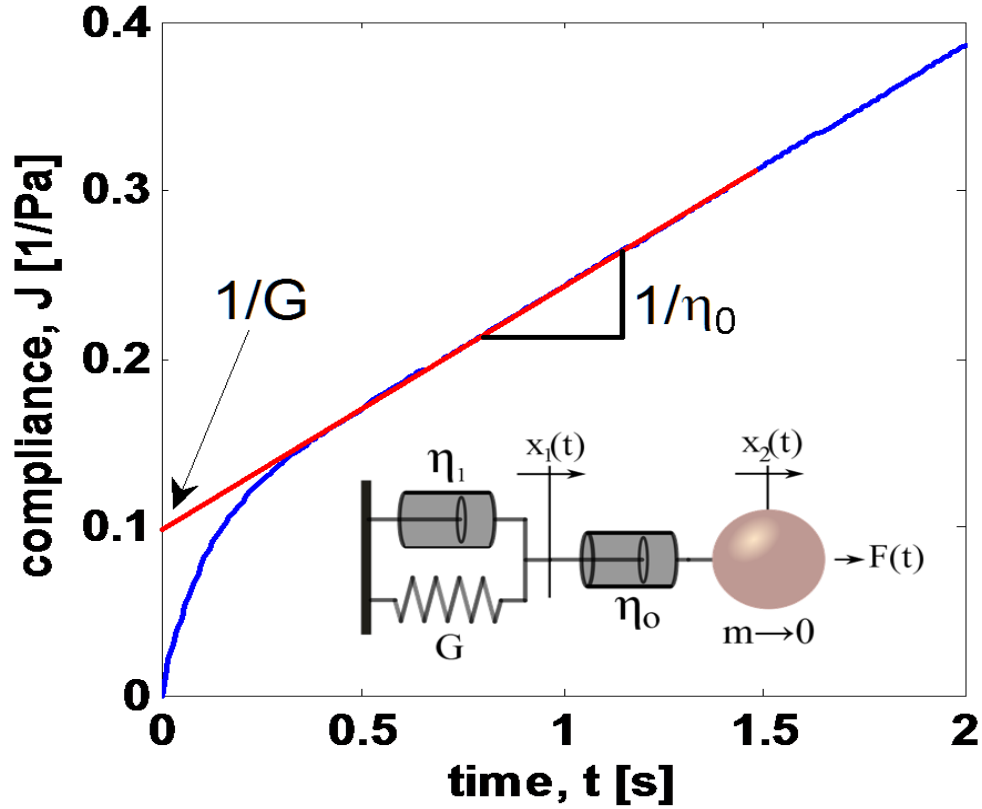 compliance, J [1/Pa]
0.4
0.3
0.2
0.1
0
1/G
1/η0
x1(t)
x2(t)
η1
G
ηo
F(t)
m→0
0
0.5
1
1.5
2
time, t [s]